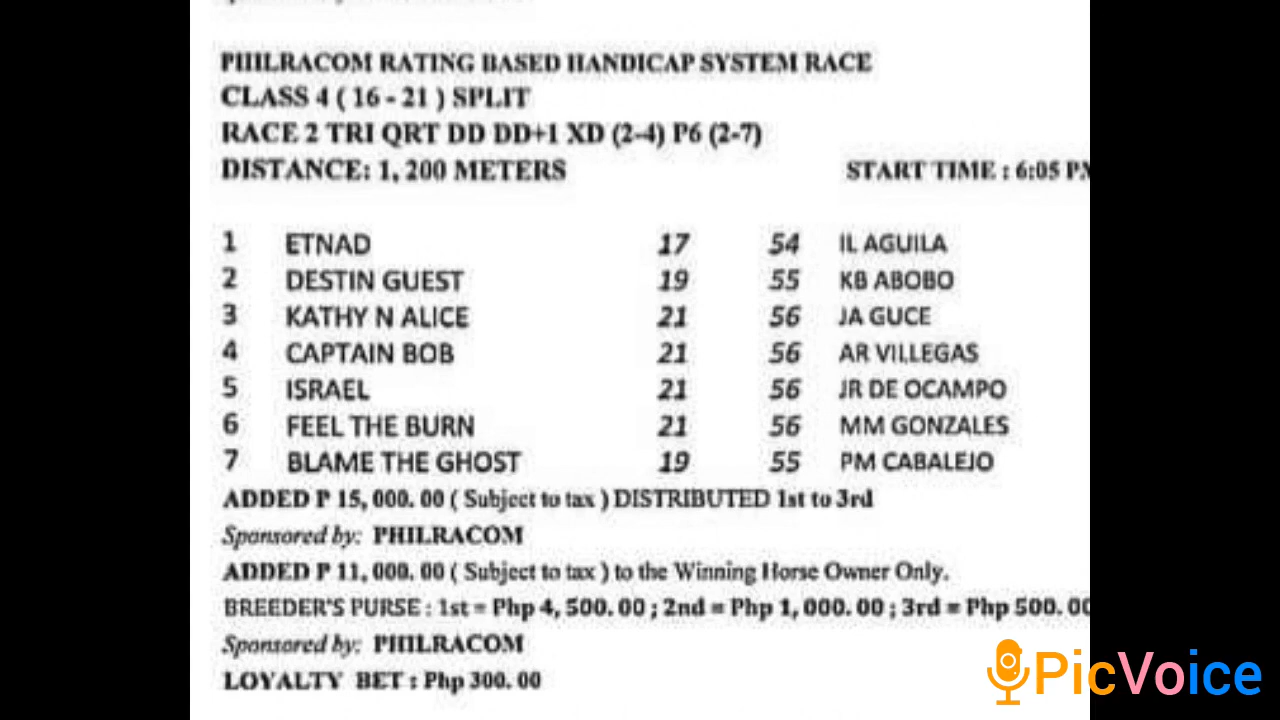 PHILRACOM RATING BASED HANDICAP SYSTEM RACE
CLASS 4 ( 16 - 21 ) SPLIT
RACE 2 TRI QRT DD DD+1 XD (2-4) P6 (2-7)
DISTANCE: 1, 200 METERS START TIME : 6:05 PM
1 ETNAD 17 54 IL AGUILA
2 DESTIN GUEST 19 55 KB ABOBO
3 KATHY N ALICE 21 56 JA GUCE
4 CAPTAIN BOB 21 56 AR VILLEGAS
5 ISRAEL 21 56 JR DE OCAMPO
6 FEEL THE BURN 21 56 MM GONZALES
7 BLAME THE GHOST 19 55 PM CABALEJO
ADDED P 15, 000. 00 ( Subject to tax ) DISTRIBUTED 1st to 3rd
Sponsored by: PHILRACOM
ADDED P 11, 000. 00 ( Subject to tax ) to the Winning Horse Owner Only.
BREEDER'S PURSE : 1st = Php 4, 500. 00 ; 2nd = Php 1, 000. 00 ; 3rd = Php 500. 00
Sponsored by: PHILRACOM
LOYALTY BET : Php 300. 00
PicVoice